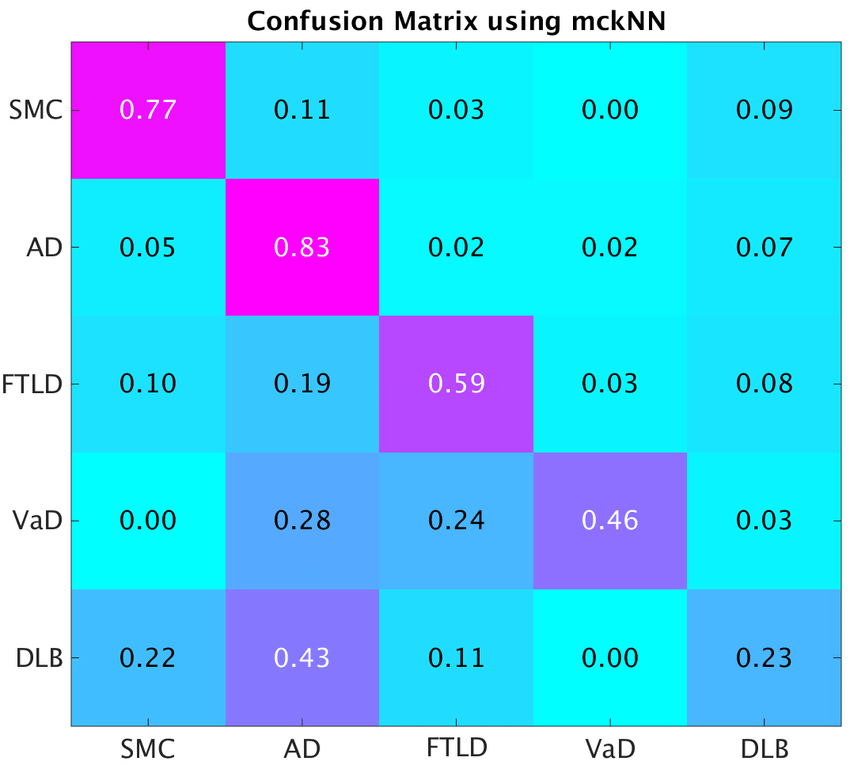 Confusion Matrix using mckNN
SMC 0.77 0.11 0.03 0.00 0.09
AD 0.05 0.83 0.02 0.02 0.07
FTLD 0.10 0.19 0.59 0.03 0.08
VaD 0.00 0.28 0.24 0.46 0.03
DLB 0.22 0.43 0.11 0.00 0.23
SMC AD FTLD VaD DLB